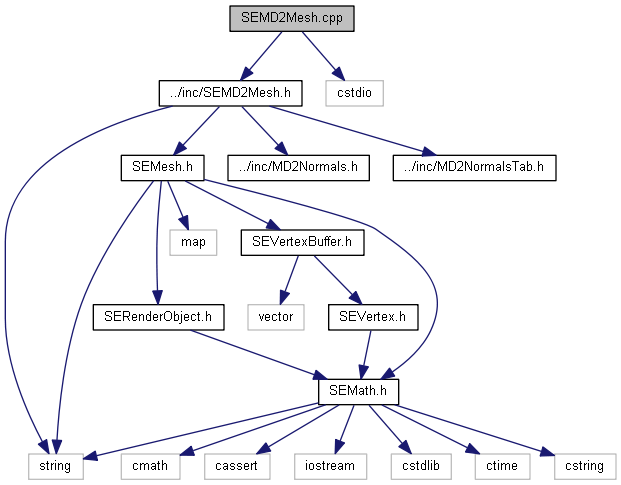 SEMD2Mesh.cpp
../inc/SEMD2Mesh.h
cstdio
SEMesh.h
../inc/MD2Normals.h
../inc/MD2NormalsTab.h
map
SEVertexBuffer.h
SERenderObject.h
vector
SEVertex.h
SEMath.h
string
cmath
cassert
iostream
cstdlib
ctime
cstring